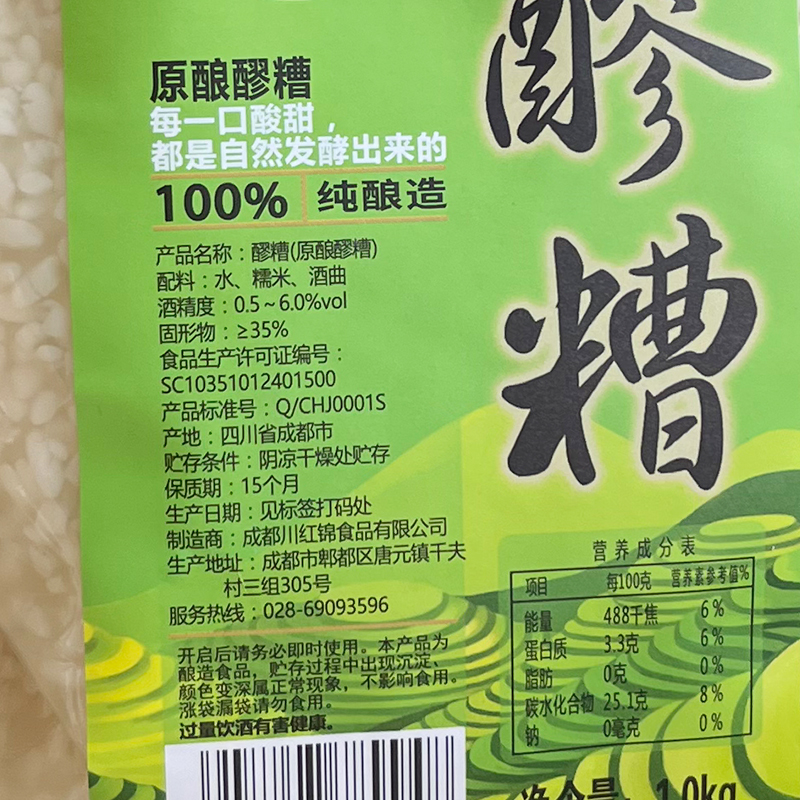 醪
糟
原酿醪糟
每一口酸甜，
都是自然发酵出来的
100% 纯酿造
产品名称：醪糟(原酿醪糟)
配料：水、糯米、酒曲
酒精度：0.5~6.0%vol
固形物：≥35%
食品生产许可证编号：
SC10351012401500
产品标准号：Q/CHJ0001S
产地：四川省成都市
贮存条件：阴凉干燥处贮存
保质期：15个月
生产日期：见标签打码处
制造商：成都川红锦食品有限公司
生产地址：成都市郫都区唐元镇千夫
村三组305号
服务热线：028-69093596
开启后请务必即时使用。本产品为
酿造食品，贮存过程中出现沉淀、
颜色变深属正常现象，不影响食用。
涨袋漏袋请勿食用。
过量饮酒有害健康。
营养成分表
项目 每100克 营养素参考值%
能量 488千焦 6%
蛋白质 3.3克 6%
脂肪 0克 0%
碳水化合物 25.1克 8%
钠 0毫克 0%
净含量 1.0kg